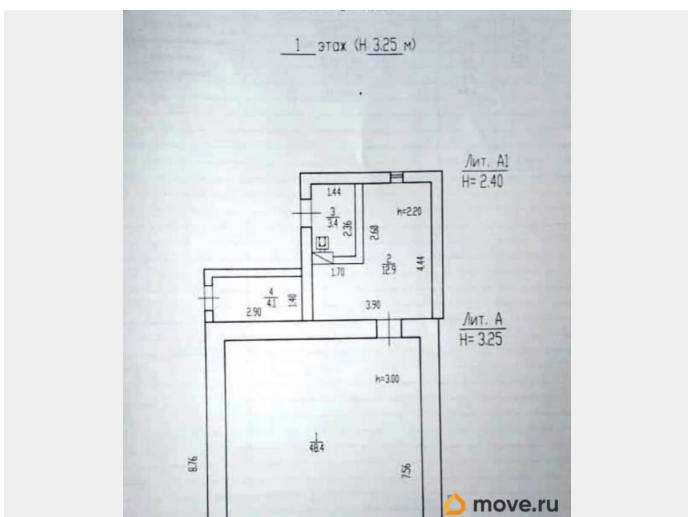 1 этаж (Н 3.25 м)
Лит. А1
Н= 2.40
1.44
3
3.4
2.36
h=2.20
2.68
2
12.9
4.44
1.70
4
4.1
1.40
2.90
3.90
Лит. А
Н= 3.25
h=3.00
1
48.4
8.76
7.56
move.ru